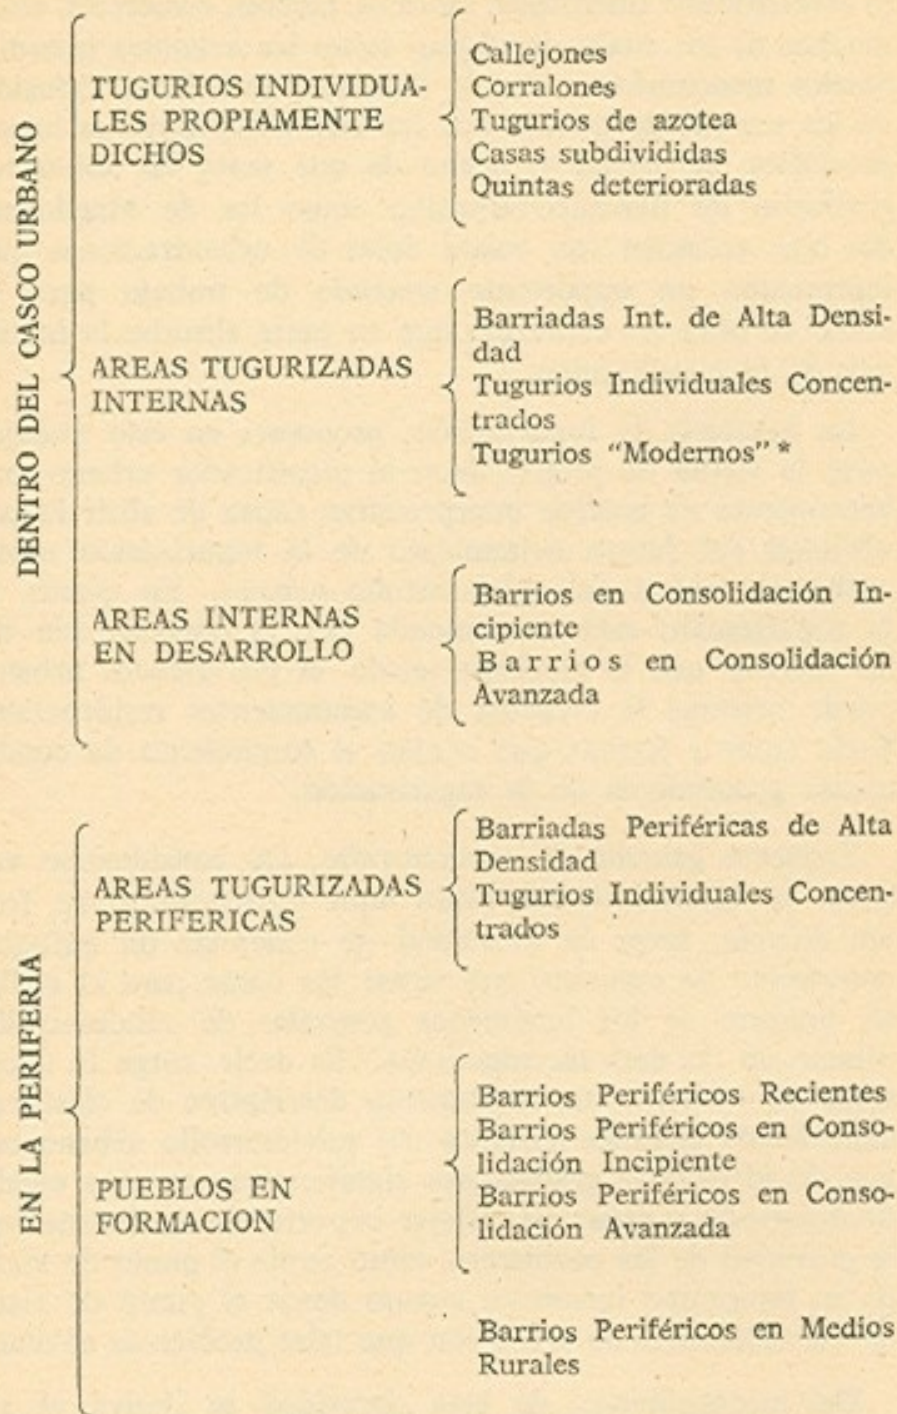 DENTRO DEL CASCO URBANO
TUGURIOS INDIVIDUA-
LES PROPIAMENTE
DICHOS
Callejones
Corralones
Tugurios de azotea
Casas subdivididas
Quintas deterioradas
AREAS TUGURIZADAS
INTERNAS
Barriadas Int. de Alta Densi-
dad
Tugurios Individuales Concen-
trados
Tugurios "Modernos" *
AREAS INTERNAS
EN DESARROLLO
Barrios en Consolidación In-
cipiente
Barrios en Consolidación
Avanzada
EN LA PERIFERIA
AREAS TUGURIZADAS
PERIFERICAS
Barriadas Periféricas de Alta
Densidad
Tugurios Individuales Concen-
trados
PUEBLOS EN
FORMACION
Barrios Periféricos Recientes
Barrios Periféricos en Conso-
lidación Incipiente
Barrios Periféricos en Conso-
lidación Avanzada
Barrios Periféricos en Medios
Rurales